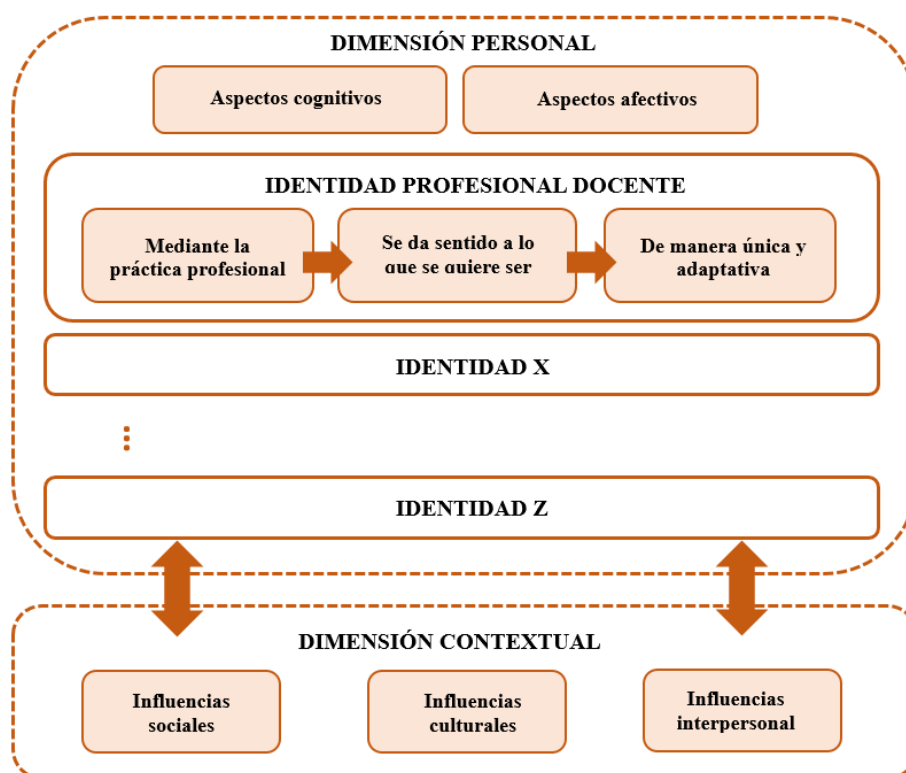 DIMENSIÓN PERSONAL
Aspectos cognitivos
Aspectos afectivos
IDENTIDAD PROFESIONAL DOCENTE
Mediante la
práctica profesional
Se da sentido a lo
que se quiere ser
De manera única y
adaptativa
IDENTIDAD X
⋮
IDENTIDAD Z
DIMENSIÓN CONTEXTUAL
Influencias
sociales
Influencias
culturales
Influencias
interpersonal